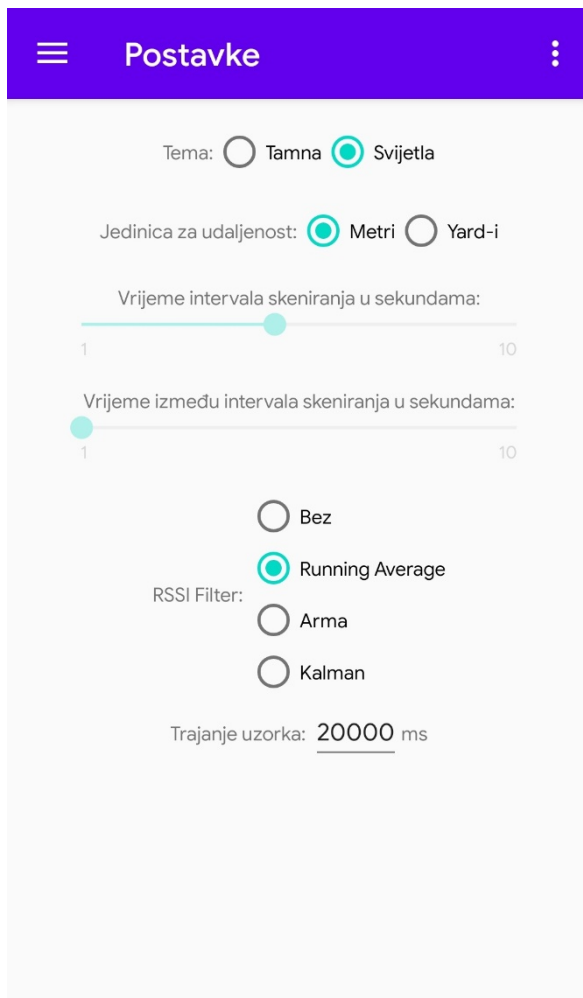 Postavke
Tema: Tamna Svijetla
Jedinica za udaljenost: Metri Yard-i
Vrijeme intervala skeniranja u sekundama:
1 10
Vrijeme između intervala skeniranja u sekundama:
1 10
Bez
Running Average
RSSI Filter:
Arma
Kalman
Trajanje uzorka: 20000 ms